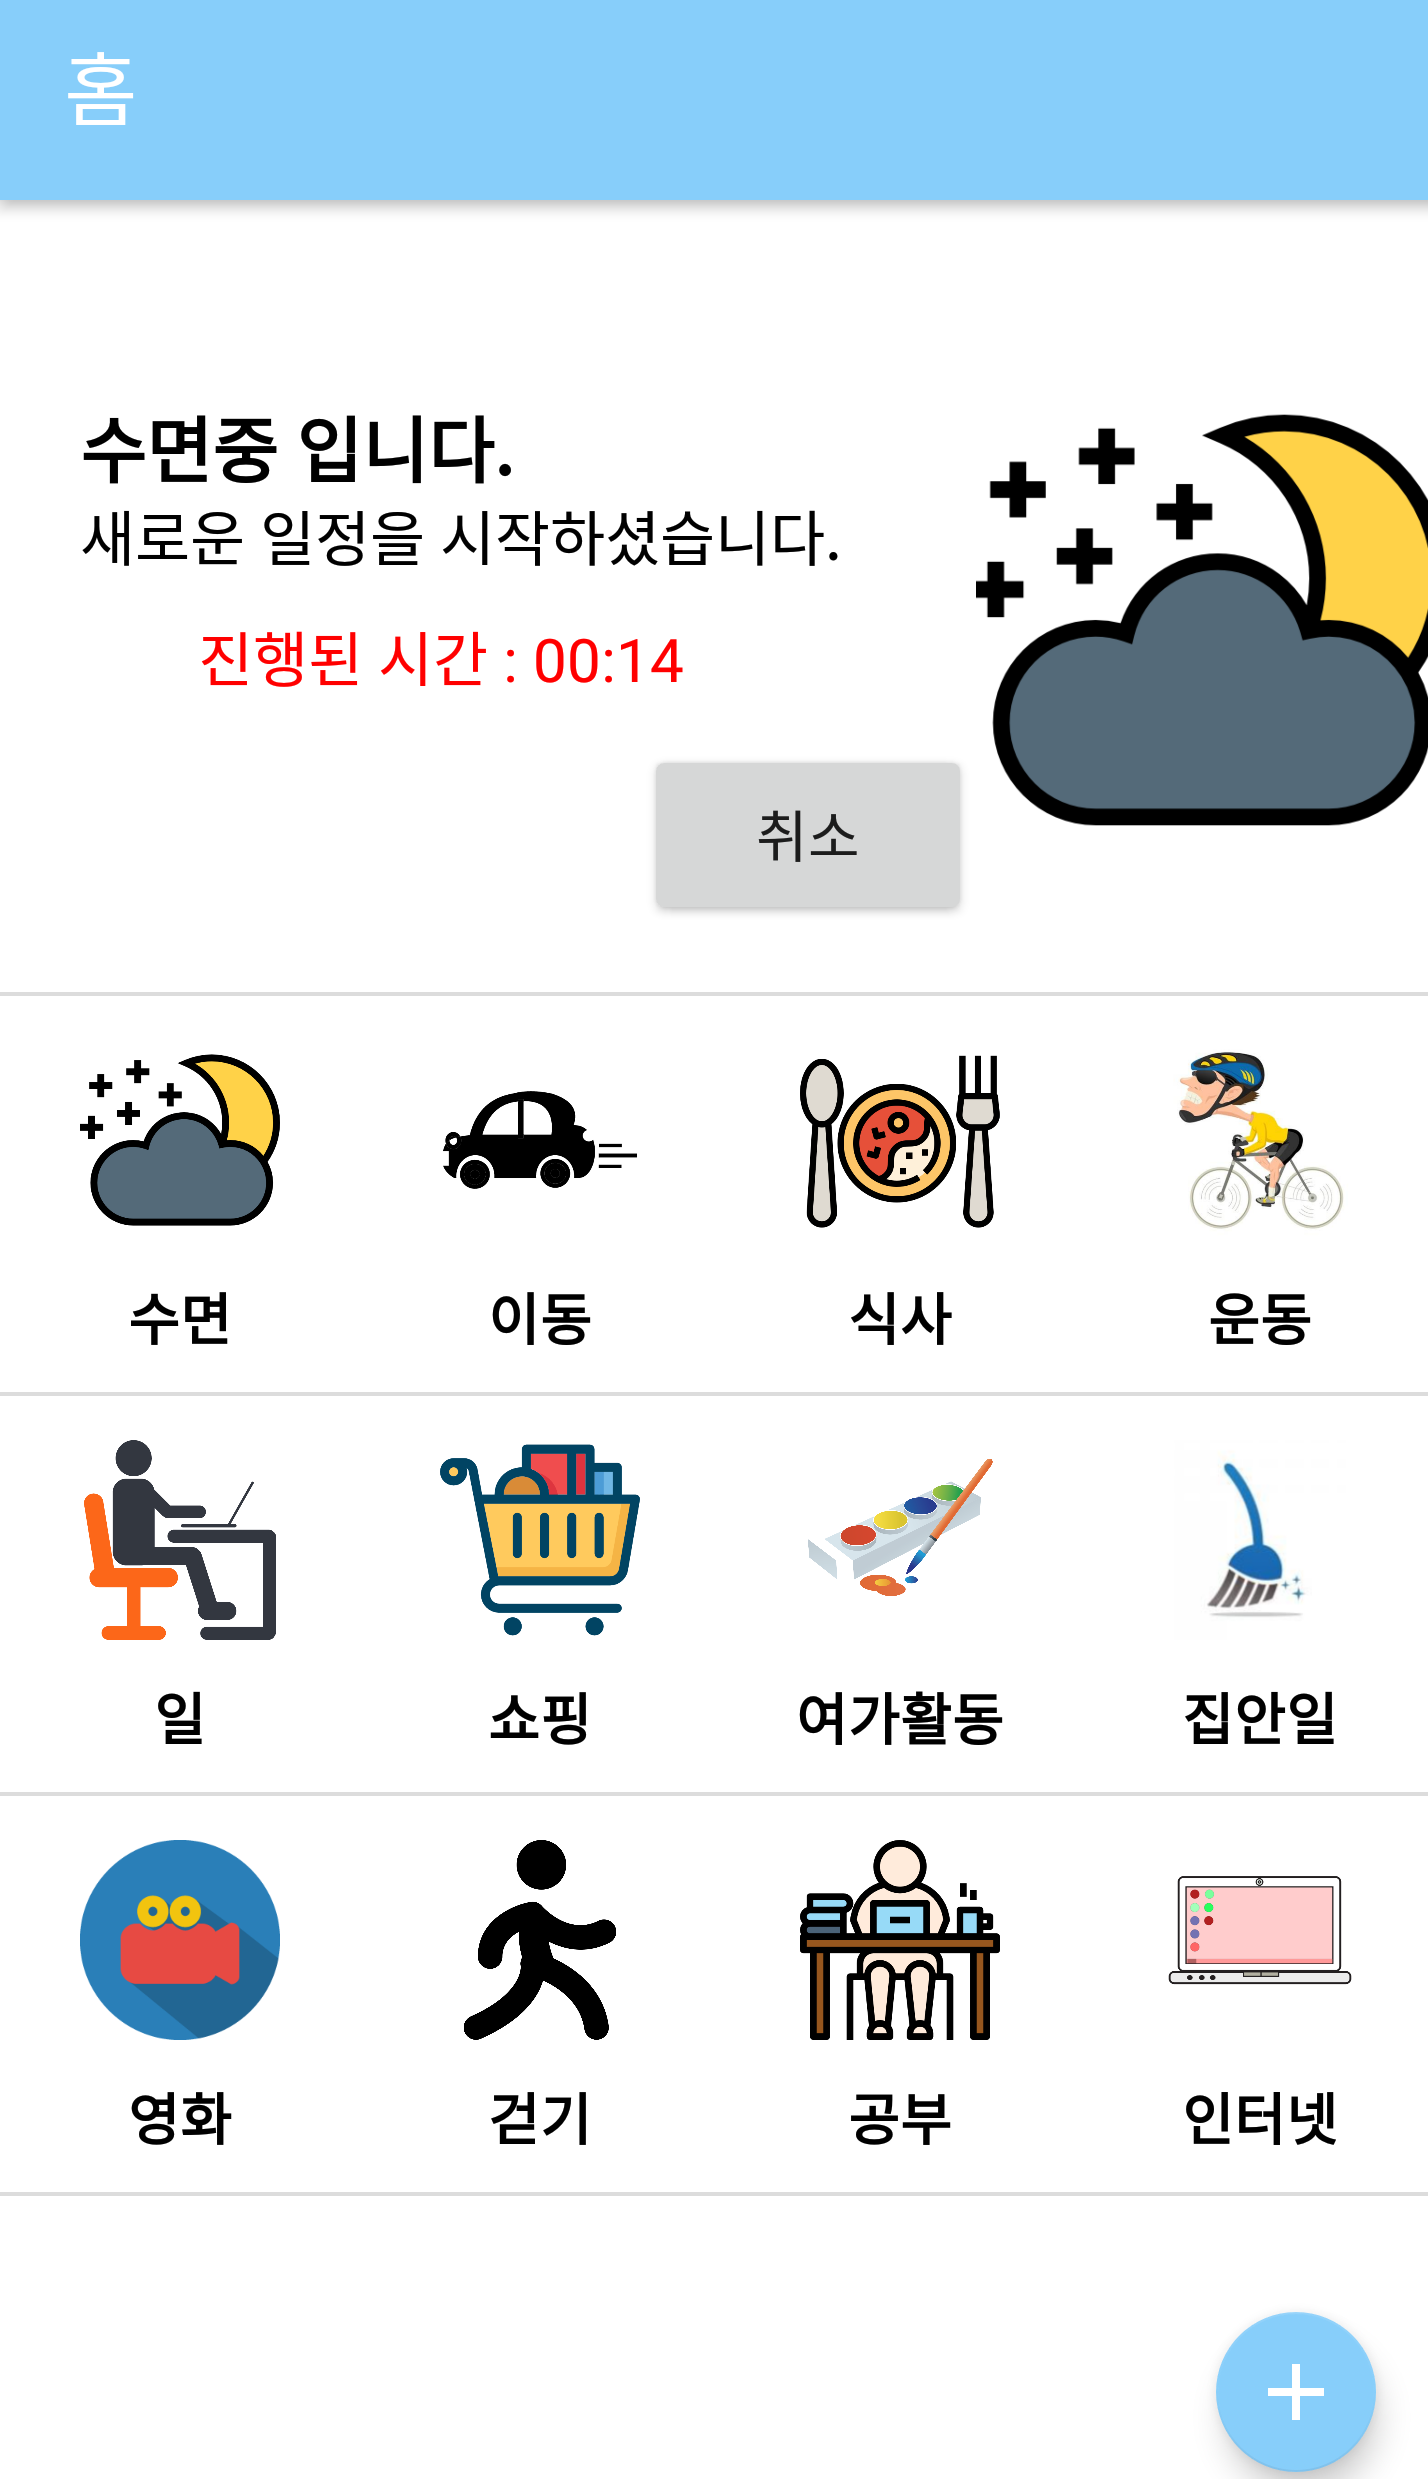 홈
수면중 입니다.
새로운 일정을 시작하셨습니다.
진행된 시간 : 00:14
취소
수면 이동 식사 운동
일 쇼핑 여가활동 집안일
영화 걷기 공부 인터넷